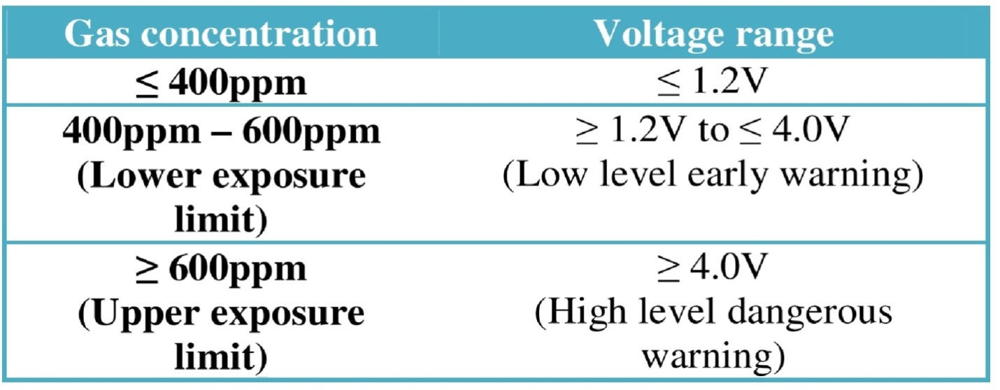 Gas concentration Voltage range
≤ 400ppm ≤ 1.2V
400ppm – 600ppm ≥ 1.2V to ≤ 4.0V
(Lower exposure (Low level early warning)
limit)
≥ 600ppm ≥ 4.0V
(Upper exposure (High level dangerous
limit) warning)